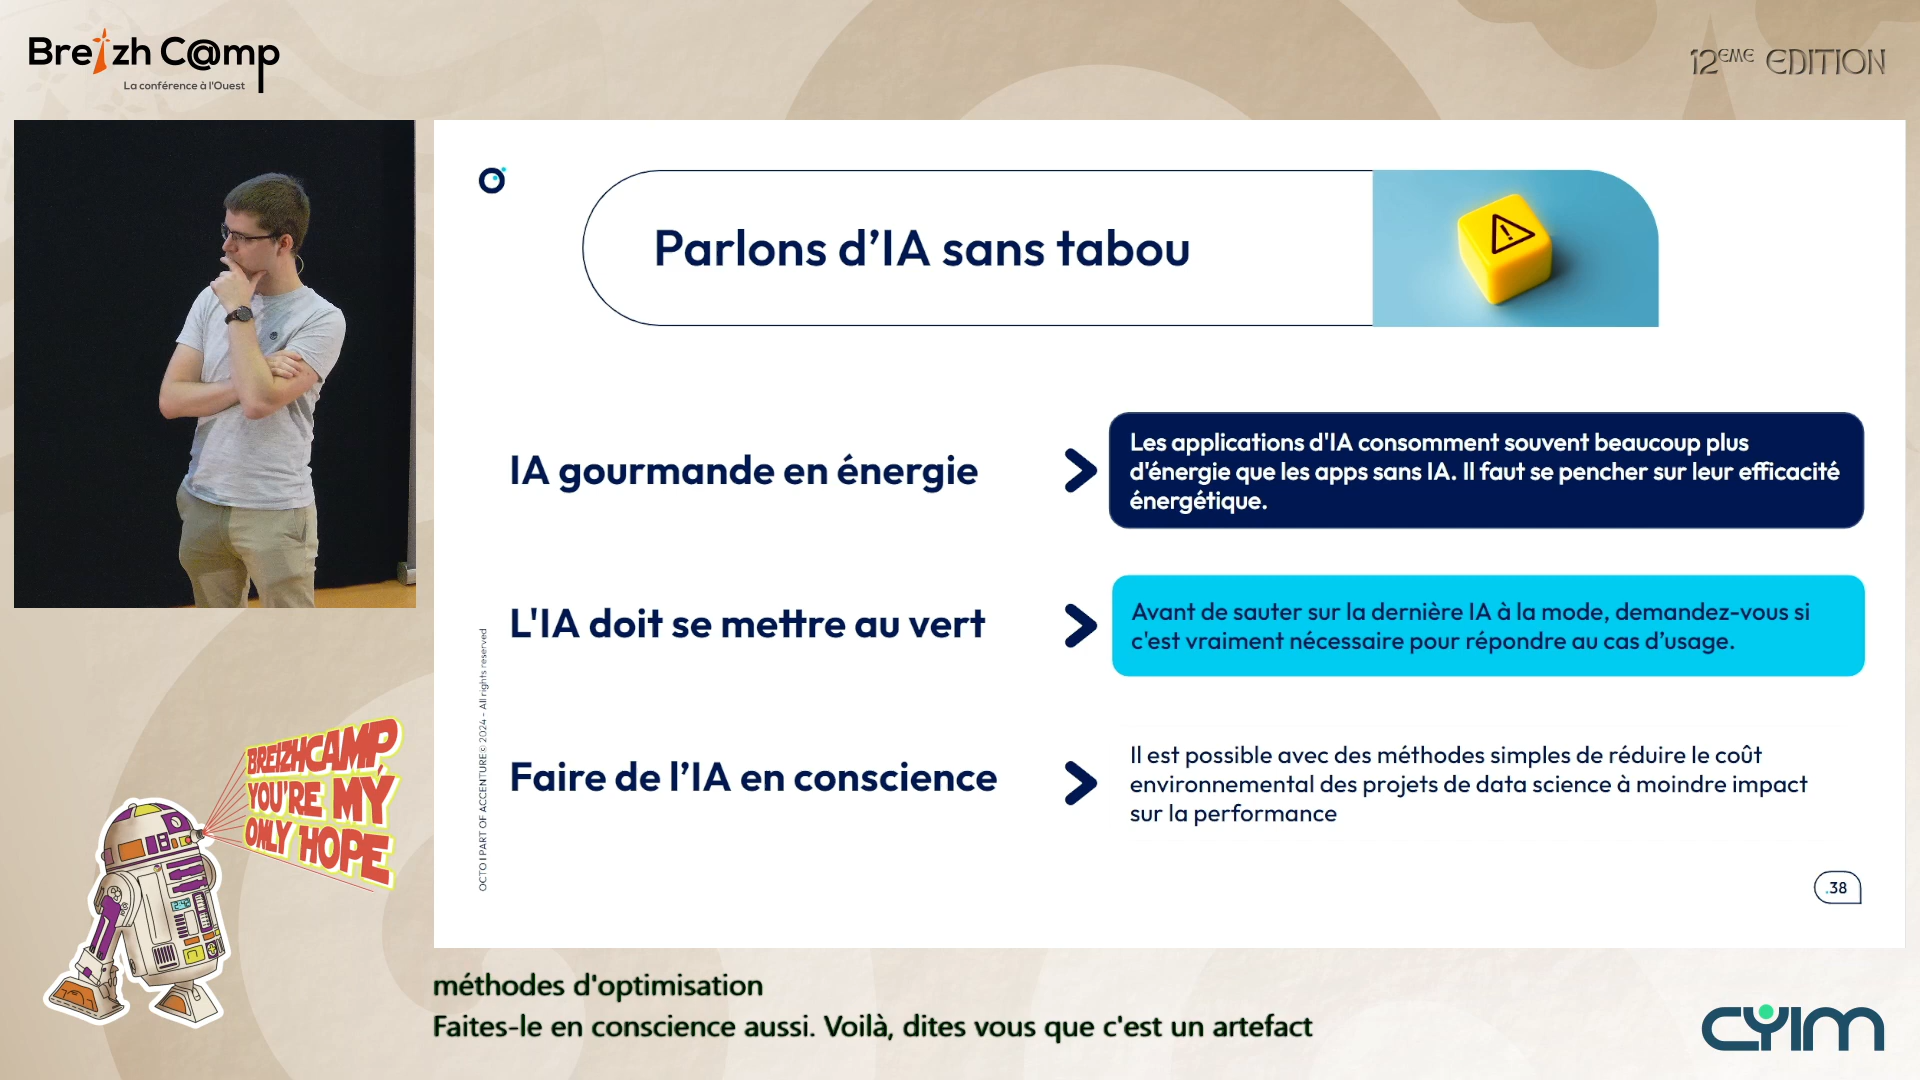 Breizh C@mp
La conférence à l'Ouest
12EME EDITION
Parlons d'IA sans tabou
IA gourmande en énergie
Les applications d'IA consomment souvent beaucoup plus
d'énergie que les apps sans IA. Il faut se pencher sur leur efficacité
énergétique.
L'IA doit se mettre au vert
Avant de sauter sur la dernière IA à la mode, demandez-vous si
c'est vraiment nécessaire pour répondre au cas d'usage.
Faire de l'IA en conscience
Il est possible avec des méthodes simples de réduire le coût
environnemental des projets de data science à moindre impact
sur la performance
OCTO | PART OF ACCENTURE © 2024 - All rights reserved
.38
BREIZHCAMP,
YOU'RE MY
ONLY HOPE
méthodes d'optimisation
Faites-le en conscience aussi. Voilà, dites vous que c'est un artefact
CYIM